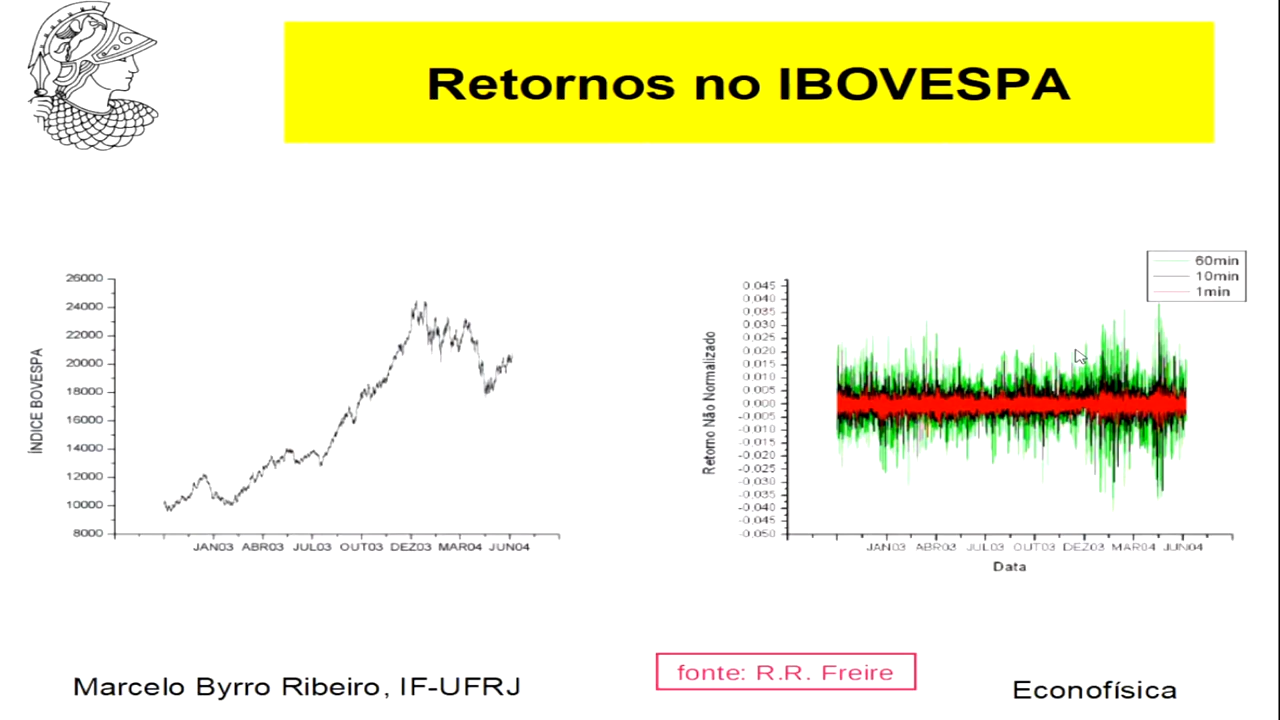 Retornos no IBOVESPA
26000
24000
22000
20000
18000
16000
14000
12000
10000
8000
ÍNDICE BOVESPA
JAN03 ABR03 JUL03 OUT03 DEZ03 MAR04 JUN04
60min
10min
1min
0,045
0,040
0,035
0,030
0,025
0,020
0,015
0,010
0,005
0,000
-0,005
-0,010
-0,015
-0,020
-0,025
-0,030
-0,035
-0,040
-0,045
-0,050
Retorno Não Normalizado
JAN03 ABR03 JUL03 OUT03 DEZ03 MAR04 JUN04
Data
fonte: R.R. Freire
Marcelo Byrro Ribeiro, IF-UFRJ
Econofísica